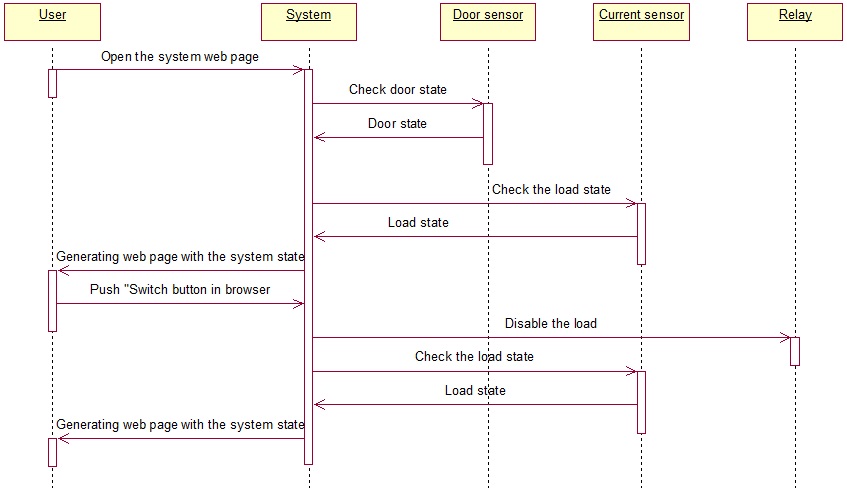 User
System
Door sensor
Current sensor
Relay
Open the system web page
Check door state
Door state
Check the load state
Load state
Generating web page with the system state
Push "Switch button in browser
Disable the load
Check the load state
Load state
Generating web page with the system state